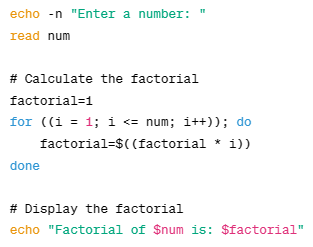 echo -n "Enter a number: "
read num

# Calculate the factorial
factorial=1
for ((i = 1; i <= num; i++)); do
    factorial=$((factorial * i))
done

# Display the factorial
echo "Factorial of $num is: $factorial"